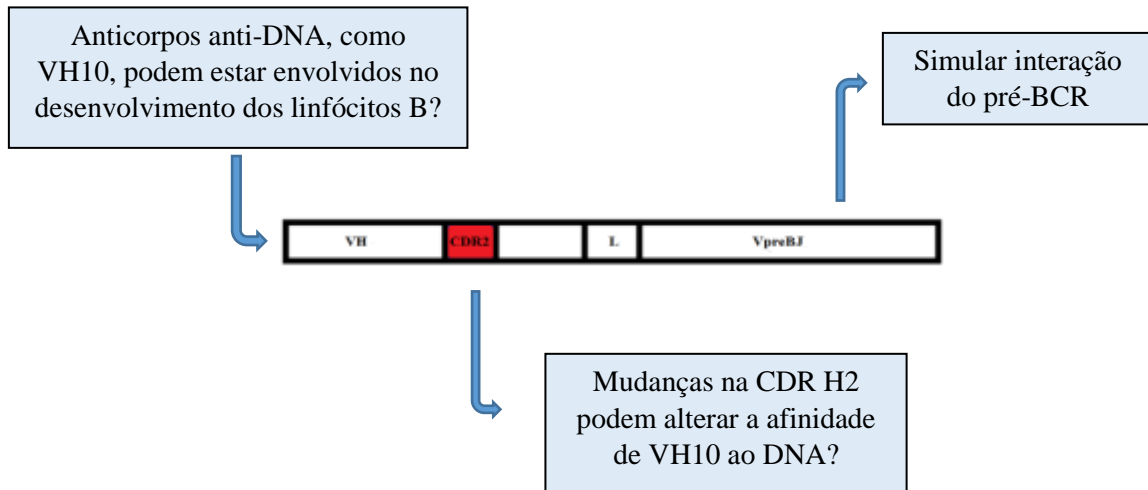 Anticorpos anti-DNA, como
VH10, podem estar envolvidos no
desenvolvimento dos linfócitos B?
Simular interação
do pré-BCR
VH CDR2 L VpreBJ
Mudanças na CDR H2
podem alterar a afinidade
de VH10 ao DNA?